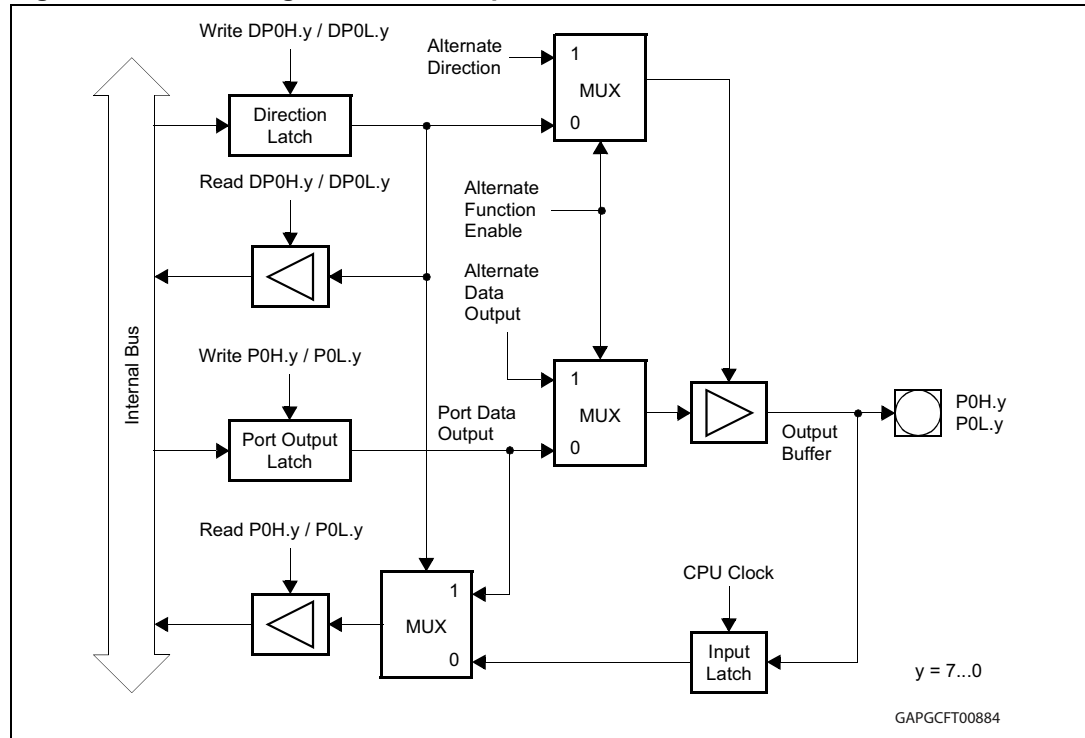 Write DP0H.y / DP0L.y
Alternate
Direction
1
MUX
0
Direction
Latch
Read DP0H.y / DP0L.y
Alternate
Function
Enable
Alternate
Data
Output
Internal Bus
Write P0H.y / P0L.y
1
MUX
0
Port Data
Output
Port Output
Latch
Output
Buffer
P0H.y
P0L.y
Read P0H.y / P0L.y
CPU Clock
1
MUX
0
Input
Latch
y = 7...0
GAPGCFT00884